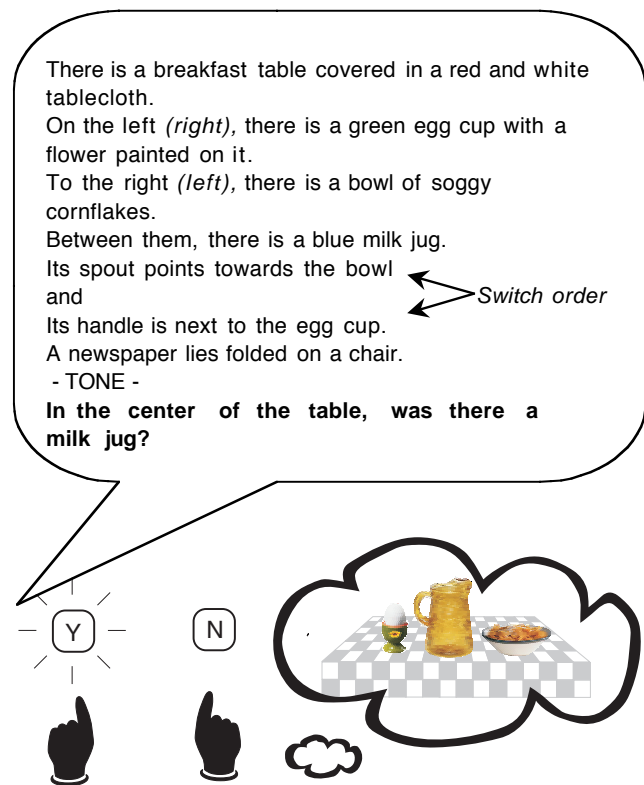 There is a breakfast table covered in a red and white
tablecloth.
On the left (right), there is a green egg cup with a
flower painted on it.
To the right (left), there is a bowl of soggy
cornflakes.
Between them, there is a blue milk jug.
Its spout points towards the bowl
and
Switch order
Its handle is next to the egg cup.
A newspaper lies folded on a chair.
- TONE -
In the center of the table, was there a
milk jug?
Y
N